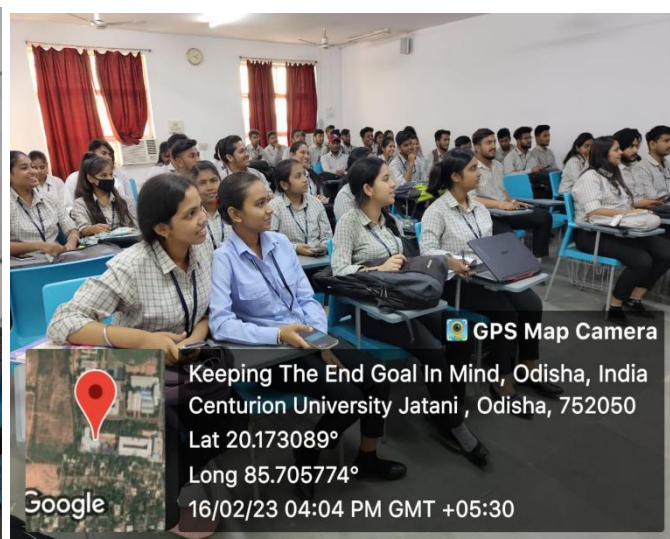 GPS Map Camera
Keeping The End Goal In Mind, Odisha, India
Centurion University Jatani , Odisha, 752050
Lat 20.173089°
Long 85.705774°
16/02/23 04:04 PM GMT +05:30
Google